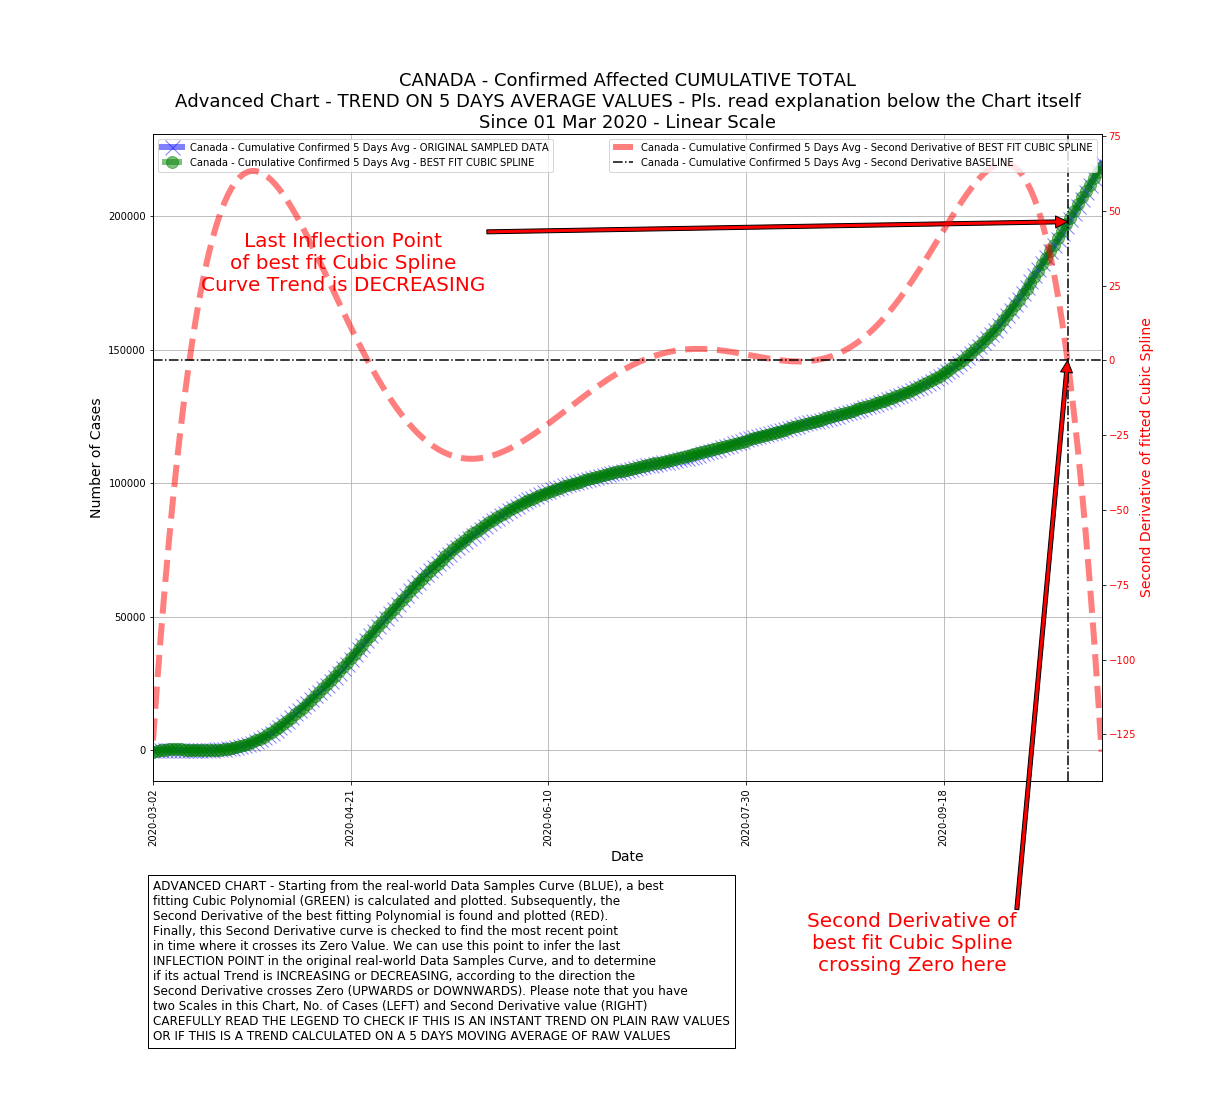 CANADA - Confirmed Affected CUMULATIVE TOTAL
Advanced Chart - TREND ON 5 DAYS AVERAGE VALUES - Pls. read explanation below the Chart itself
Since 01 Mar 2020 - Linear Scale
Canada - Cumulative Confirmed 5 Days Avg - ORIGINAL SAMPLED DATA
Canada - Cumulative Confirmed 5 Days Avg - BEST FIT CUBIC SPLINE
Canada - Cumulative Confirmed 5 Days Avg - Second Derivative of BEST FIT CUBIC SPLINE
Canada - Cumulative Confirmed 5 Days Avg - Second Derivative BASELINE
Last Inflection Point
of best fit Cubic Spline
Curve Trend is DECREASING
Number of Cases
200000
150000
100000
50000
0
75
50
25
0
−25
−50
−75
−100
−125
Second Derivative of fitted Cubic Spline
2020-03-02
2020-04-21
2020-06-10
2020-07-30
2020-09-18
Date
Second Derivative of
best fit Cubic Spline
crossing Zero here
ADVANCED CHART - Starting from the real-world Data Samples Curve (BLUE), a best
fitting Cubic Polynomial (GREEN) is calculated and plotted. Subsequently, the
Second Derivative of the best fitting Polynomial is found and plotted (RED).
Finally, this Second Derivative curve is checked to find the most recent point
in time where it crosses its Zero Value. We can use this point to infer the last
INFLECTION POINT in the original real-world Data Samples Curve, and to determine
if its actual Trend is INCREASING or DECREASING, according to the direction the
Second Derivative crosses Zero (UPWARDS or DOWNWARDS). Please note that you have
two Scales in this Chart, No. of Cases (LEFT) and Second Derivative value (RIGHT)
CAREFULLY READ THE LEGEND TO CHECK IF THIS IS AN INSTANT TREND ON PLAIN RAW VALUES
OR IF THIS IS A TREND CALCULATED ON A 5 DAYS MOVING AVERAGE OF RAW VALUES